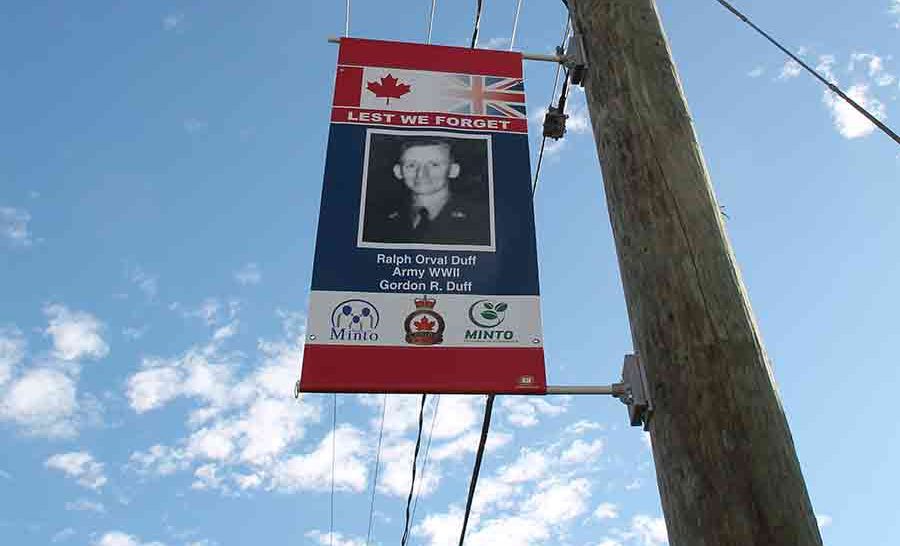 LEST WE FORGET
Ralph Orval Duff
Army WWII
Gordon R. Duff
Minto
MINTO